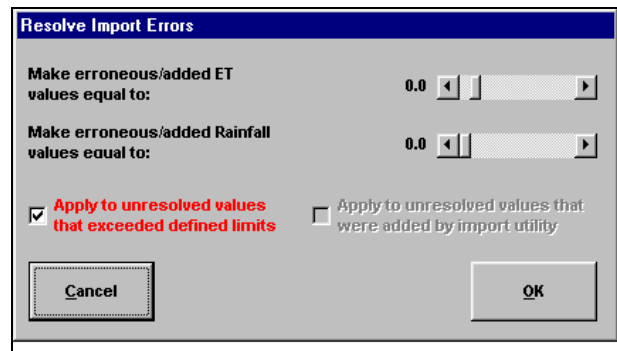 Resolve Import Errors
Make erroneous/added ET
values equal to:
0.0
Make erroneous/added Rainfall
values equal to:
0.0
Apply to unresolved values
that exceeded defined limits
Apply to unresolved values that
were added by import utility
Cancel
OK